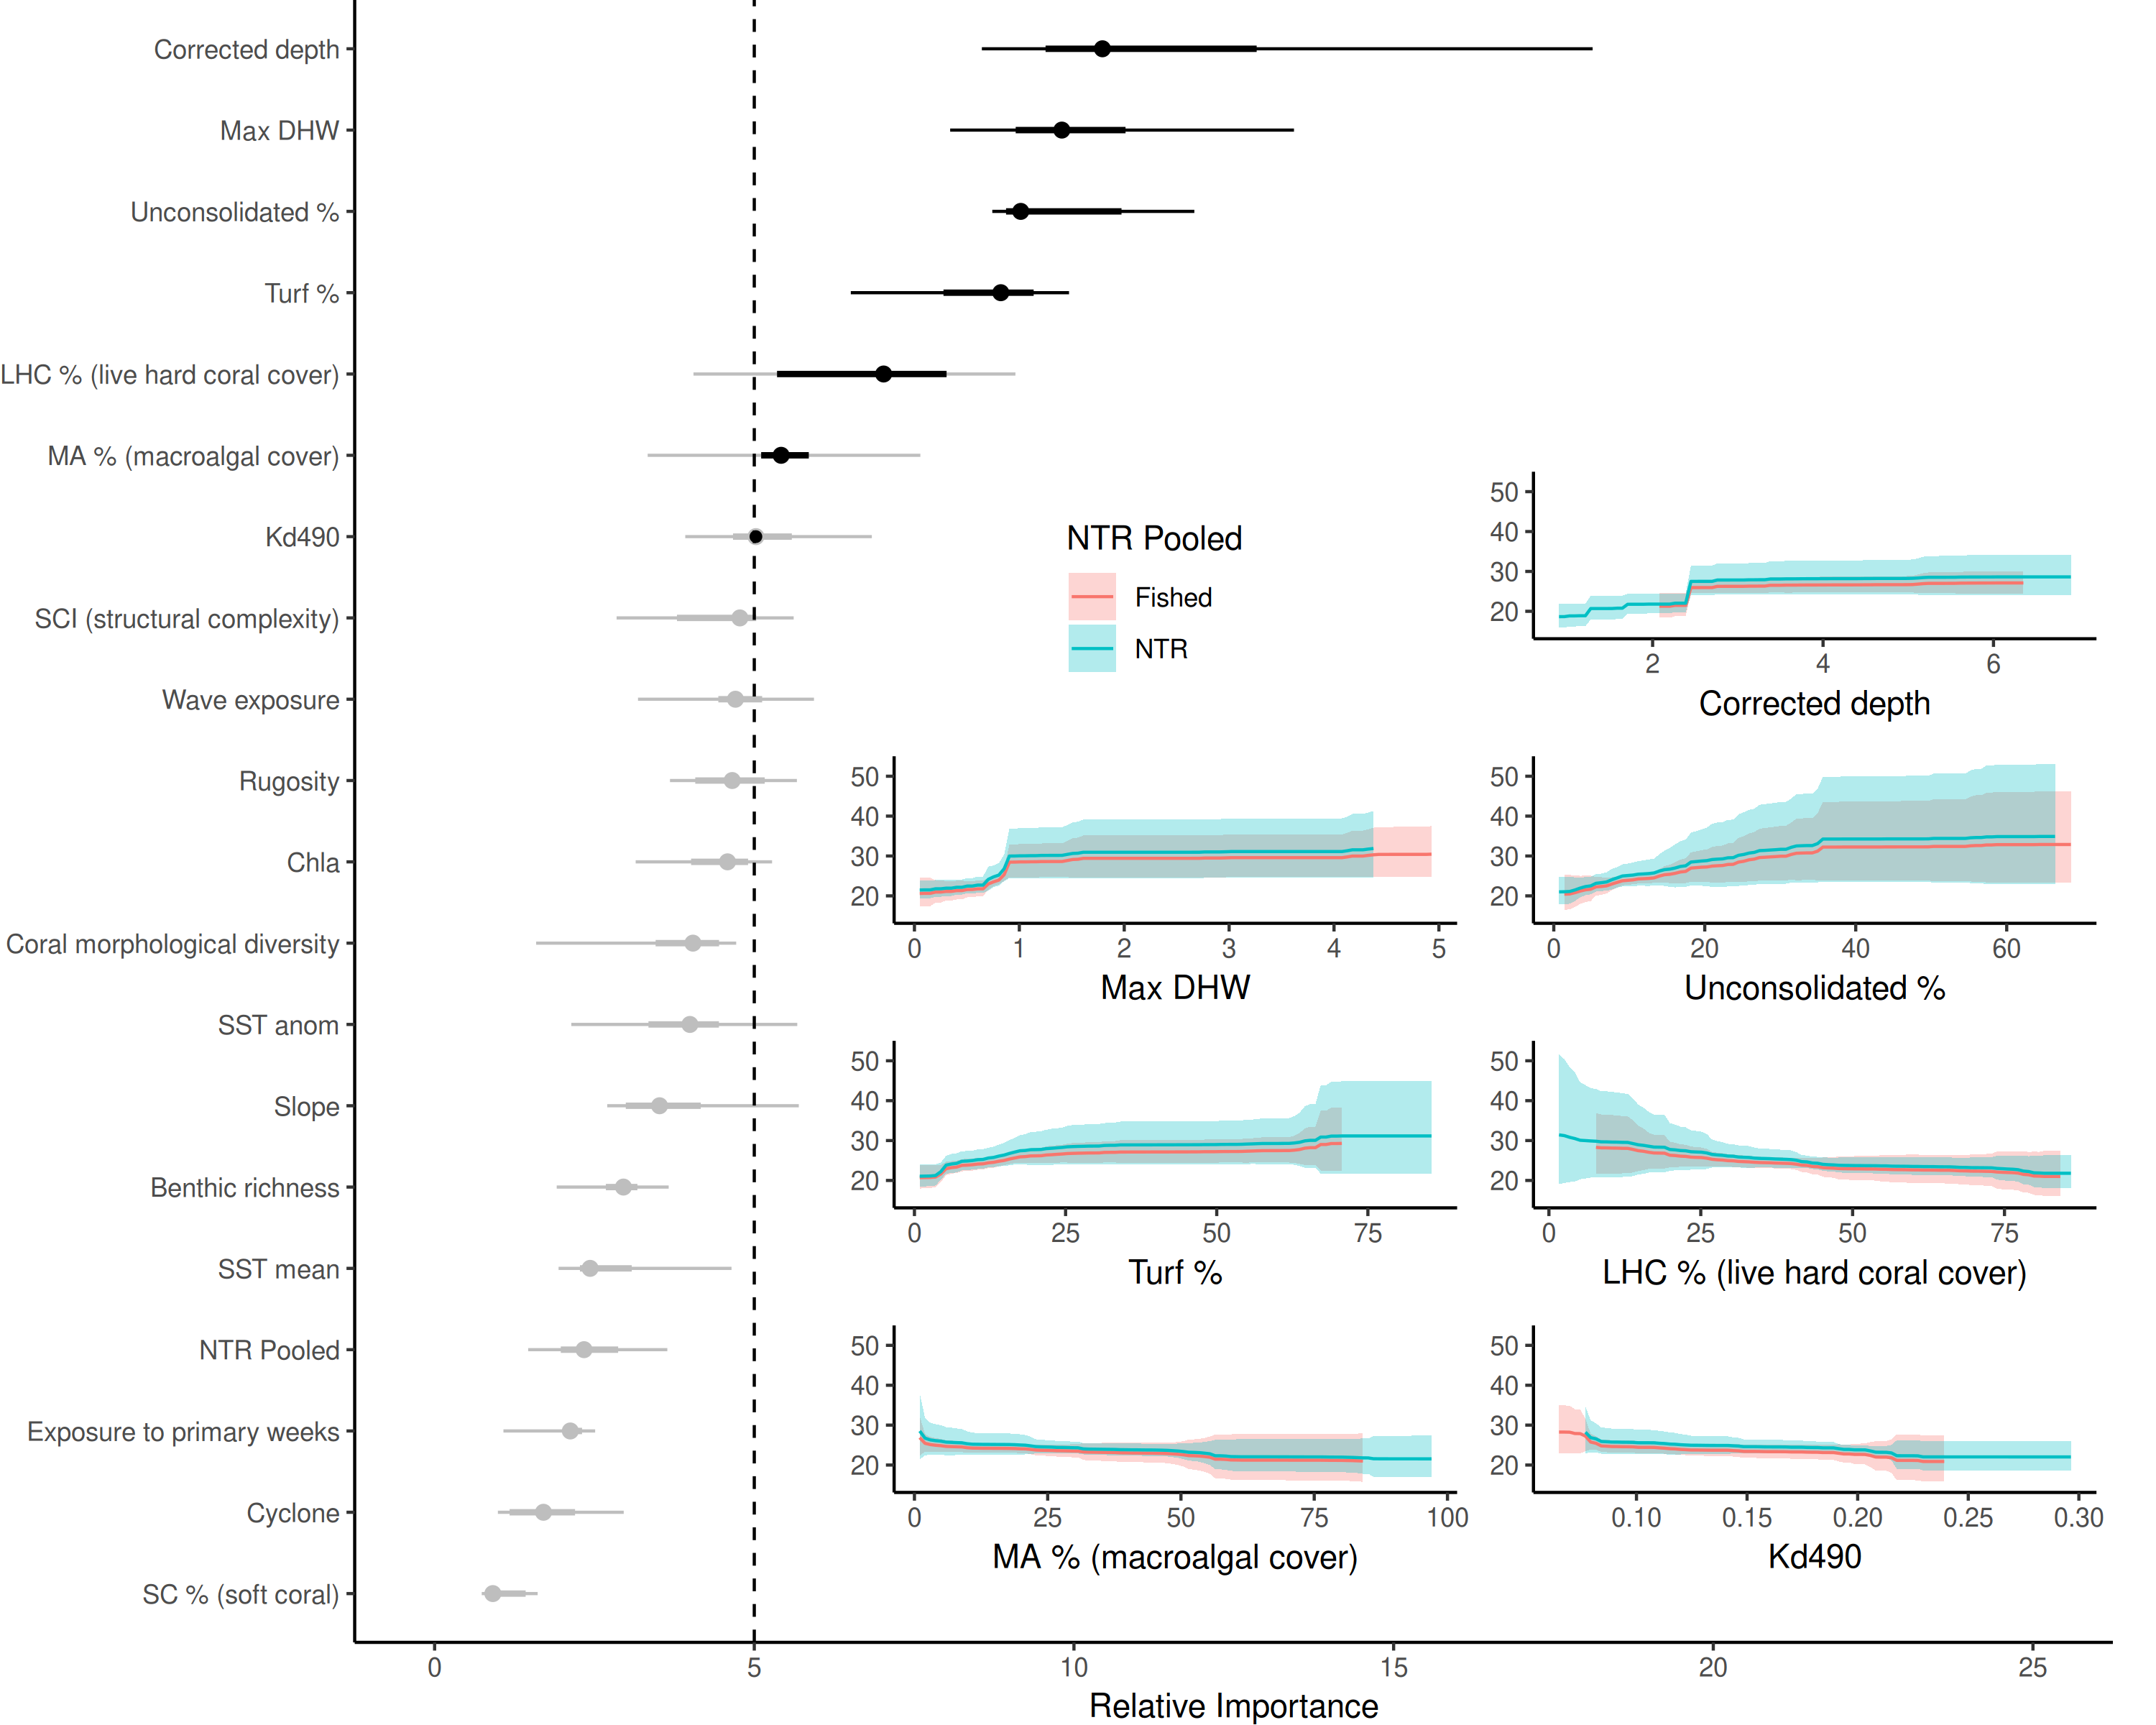 Corrected depth
Max DHW
Unconsolidated %
Turf %
LHC % (live hard coral cover)
MA % (macroalgal cover)
Kd490
SCI (structural complexity)
Wave exposure
Rugosity
Chla
Coral morphological diversity
SST anom
Slope
Benthic richness
SST mean
NTR Pooled
Exposure to primary weeks
Cyclone
SC % (soft coral)
0 5 10 15 20 25
Relative Importance
NTR Pooled
Fished
NTR
50
40
30
20
2 4 6
Corrected depth
50
40
30
20
0 1 2 3 4 5
Max DHW
50
40
30
20
0 20 40 60
Unconsolidated %
50
40
30
20
0 25 50 75
Turf %
50
40
30
20
0 25 50 75
LHC % (live hard coral cover)
50
40
30
20
0 25 50 75 100
MA % (macroalgal cover)
50
40
30
20
0.10 0.15 0.20 0.25 0.30
Kd490